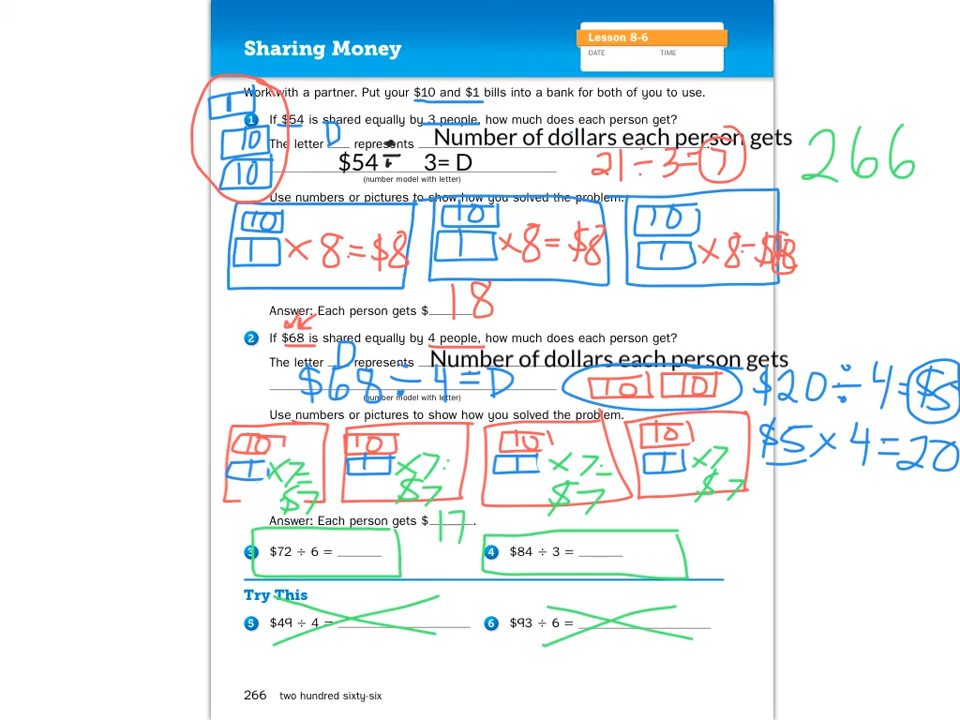 Sharing Money
Lesson 8-6
DATE TIME
Work with a partner. Put your $10 and $1 bills into a bank for both of you to use.
1
10
10
1 If $54 is shared equally by 3 people, how much does each person get?
The letter D represents Number of dollars each person gets
266
$54 ÷ 3= D
21 ÷ 3 = 7
(number model with letter)
Use numbers or pictures to show how you solved the problem.
10 10 10
1 × 8 = $8 1 × 8 = $8 1 × 8 = $8
Answer: Each person gets $ 18
2 If $68 is shared equally by 4 people, how much does each person get?
The letter D represents Number of dollars each person gets
$68 ÷ 4 = D
10 10 $20 ÷ 4 = $5
(number model with letter)
Use numbers or pictures to show how you solved the problem.
$5 × 4 = 20
10 10 10 10
1 ×7= 1 ×7= 1 ×7= 1 ×7
$7 $7 $7 $7
Answer: Each person gets $ 17.
3 $72 ÷ 6 = ______ 4 $84 ÷ 3 = ______
Try This
5 $49 ÷ 4 = ______ 6 $93 ÷ 6 = ______
266 two hundred sixty-six